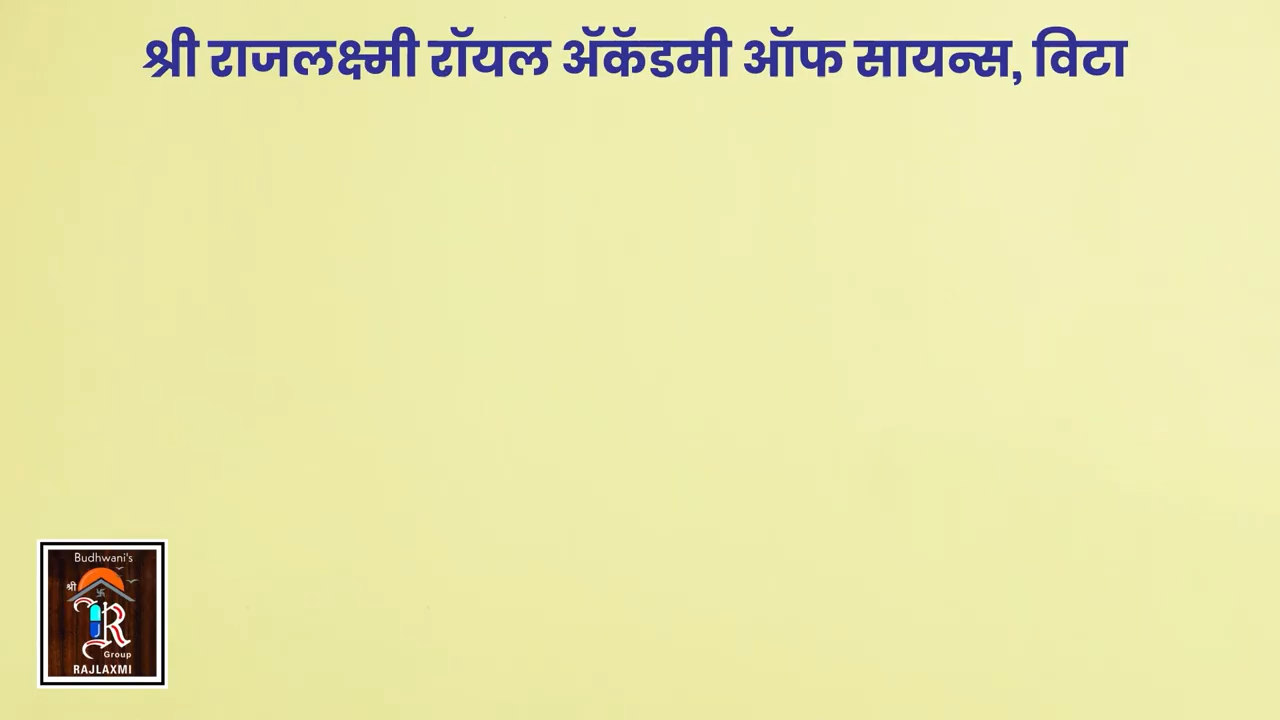 श्री राजलक्ष्मी रॉयल ॲकॅडमी ऑफ सायन्स, विटा
Budhwani's
श्री
R
Group
RAJLAXMI